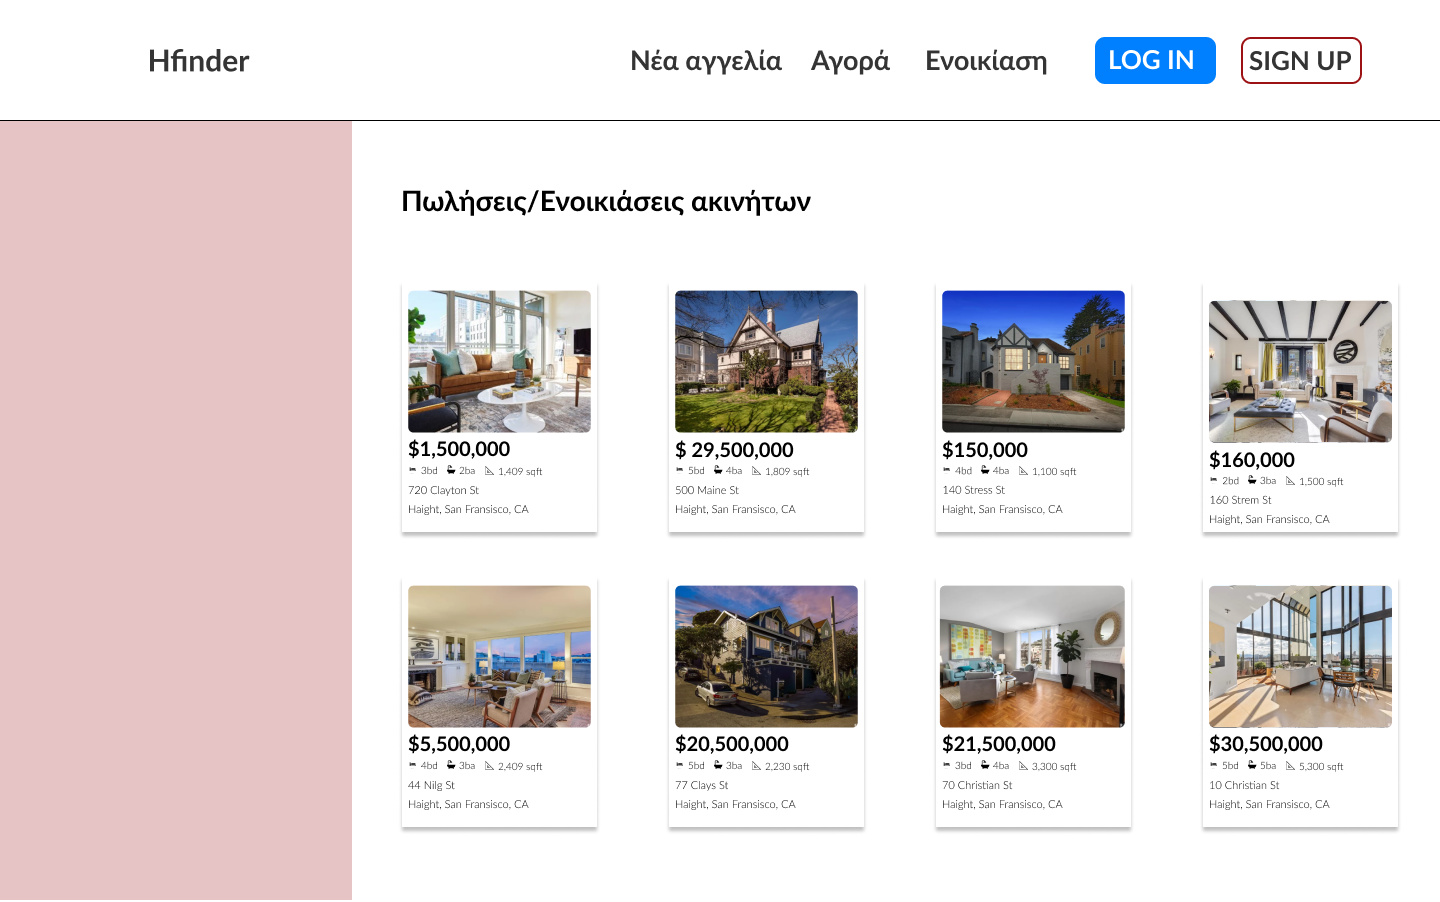 Hfinder
Νέα αγγελία Αγορά Ενοικίαση LOG IN SIGN UP
Πωλήσεις/Ενοικιάσεις ακινήτων
$1,500,000
3bd 2ba 1,409 sqft
720 Clayton St
Haight, San Fransisco, CA
$ 29,500,000
5bd 4ba 1,809 sqft
500 Maine St
Haight, San Fransisco, CA
$150,000
4bd 4ba 1,100 sqft
140 Stress St
Haight, San Fransisco, CA
$160,000
2bd 3ba 1,500 sqft
160 Strem St
Haight, San Fransisco, CA
$5,500,000
4bd 3ba 2,409 sqft
44 Nilg St
Haight, San Fransisco, CA
$20,500,000
5bd 3ba 2,230 sqft
77 Clays St
Haight, San Fransisco, CA
$21,500,000
3bd 4ba 3,300 sqft
70 Christian St
Haight, San Fransisco, CA
$30,500,000
5bd 5ba 5,300 sqft
10 Christian St
Haight, San Fransisco, CA